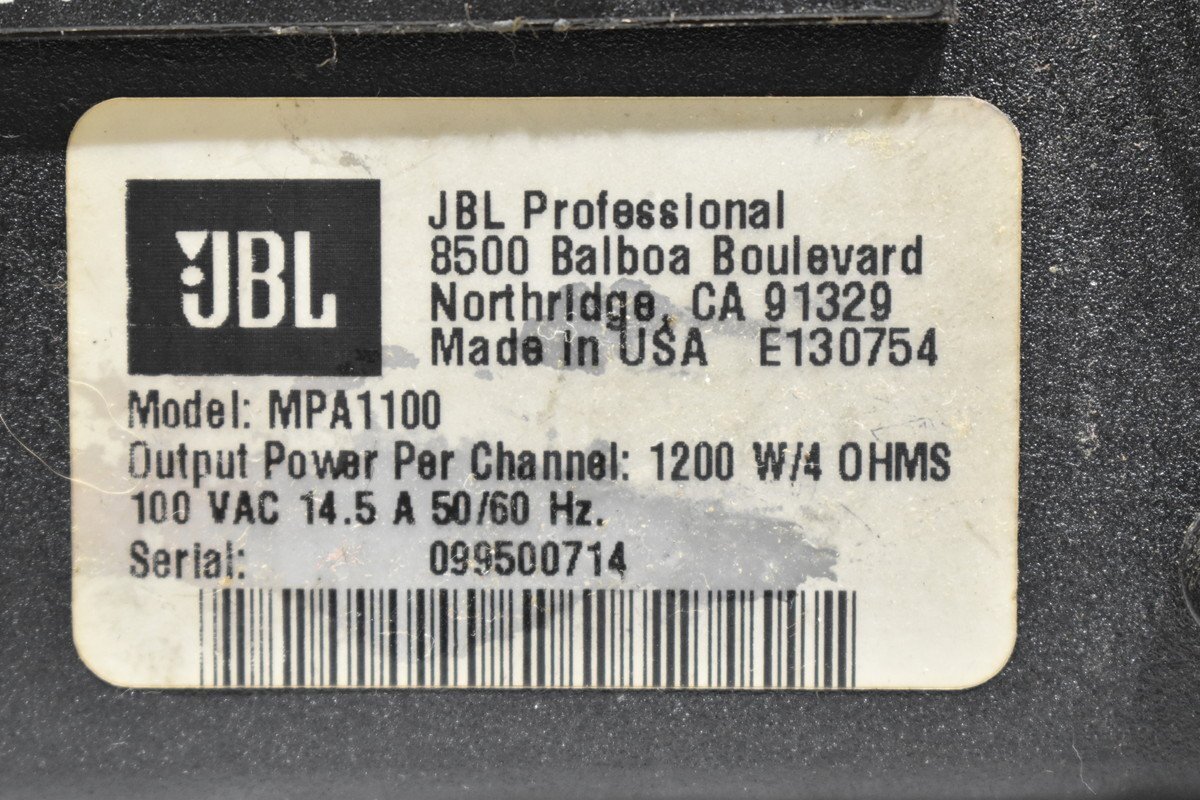 JBL
JBL Professional
8500 Balboa Boulevard
Northridge, CA 91329
Made in USA E130754
Model: MPA1100
Output Power Per Channel: 1200 W/4 OHMS
100 VAC 14.5 A 50/60 Hz.
Serial: 099500714